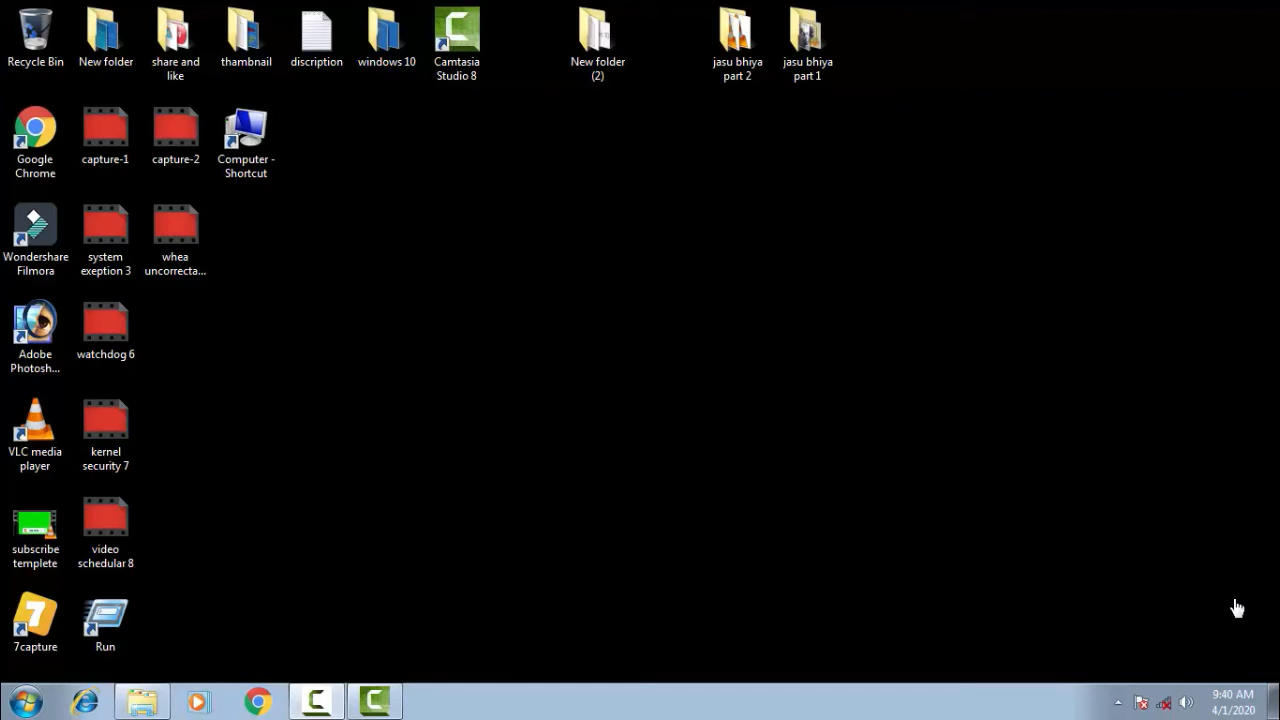 Recycle Bin
New folder
share and
like
thumbnail
discription
windows 10
Camtasia
Studio 8
New folder
(2)
jasu bhiya
part 2
jasu bhiya
part 1
Google
Chrome
capture-1
capture-2
Computer -
Shortcut
Wondershare
Filmora
system
exeption 3
whea
uncorrecta...
Adobe
Photosh...
watchdog 6
VLC media
player
kernel
security 7
subscribe
templete
video
schedular 8
7
7capture
Run
9:40 AM
4/1/2020